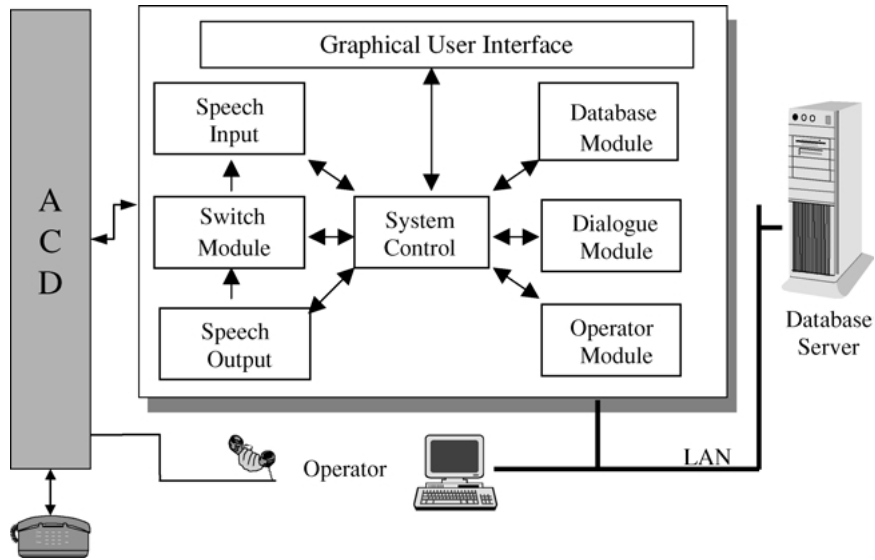 Graphical User Interface
Speech
Input
Database
Module
A
C
D
Switch
Module
System
Control
Dialogue
Module
Speech
Output
Operator
Module
Database
Server
Operator
LAN